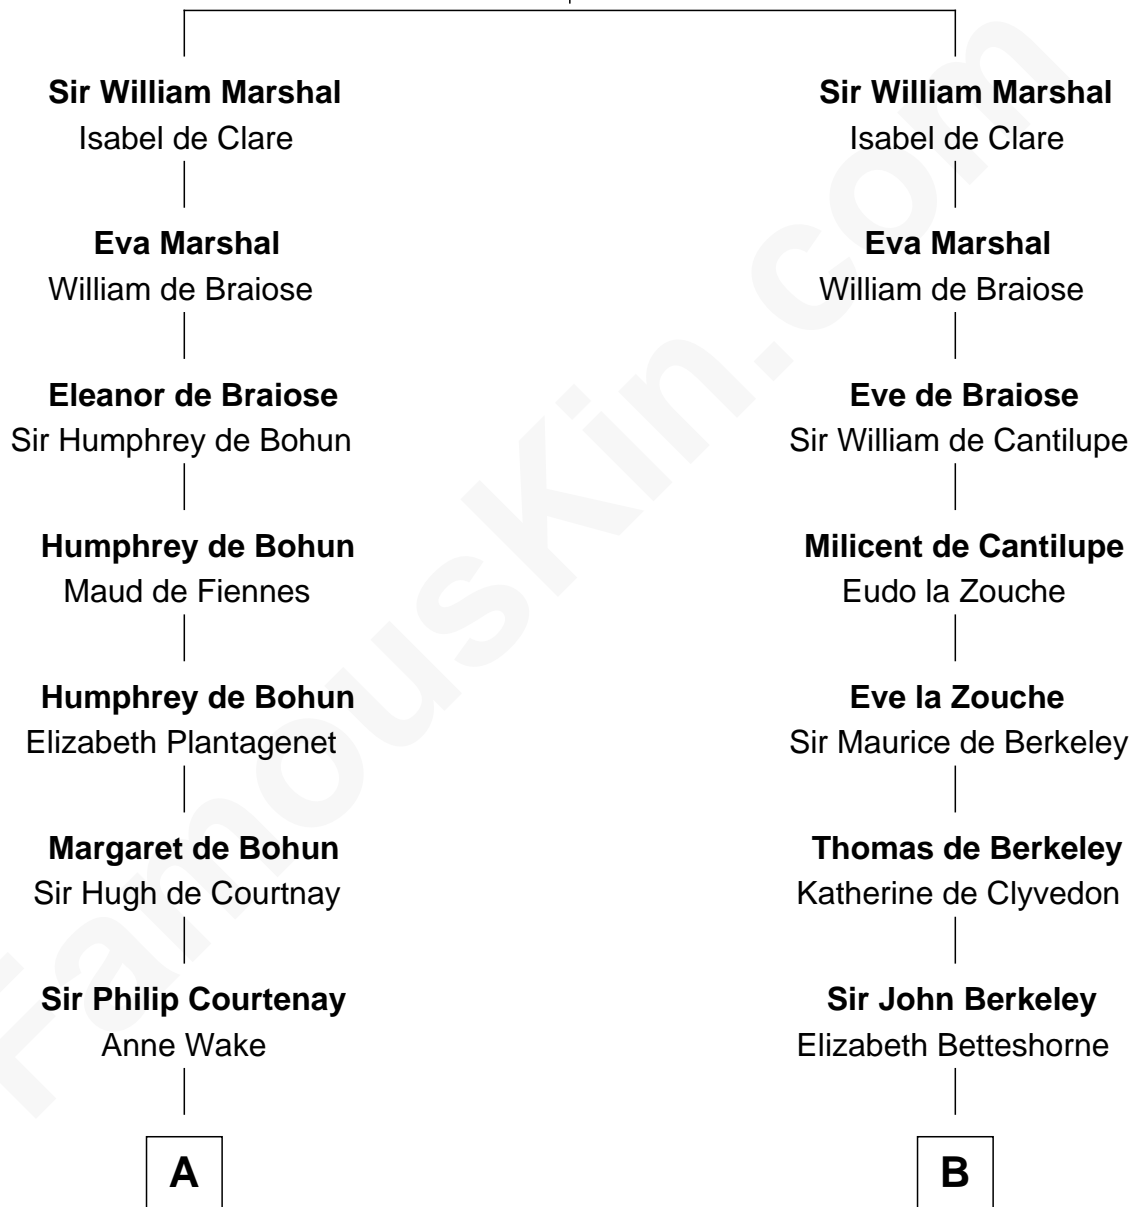 Sir William Marshal
Isabel de Clare
Eva Marshal
William de Braiose
Eleanor de Braiose
Sir Humphrey de Bohun
Humphrey de Bohun
Maud de Fiennes
Humphrey de Bohun
Elizabeth Plantagenet
Margaret de Bohun
Sir Hugh de Courtnay
Sir Philip Courtenay
Anne Wake
A
Sir William Marshal
Isabel de Clare
Eva Marshal
William de Braiose
Eve de Braiose
Sir William de Cantilupe
Milicent de Cantilupe
Eudo la Zouche
Eve la Zouche
Sir Maurice de Berkeley
Thomas de Berkeley
Katherine de Clyvedon
Sir John Berkeley
Elizabeth Betteshorne
B
FamousKin.com